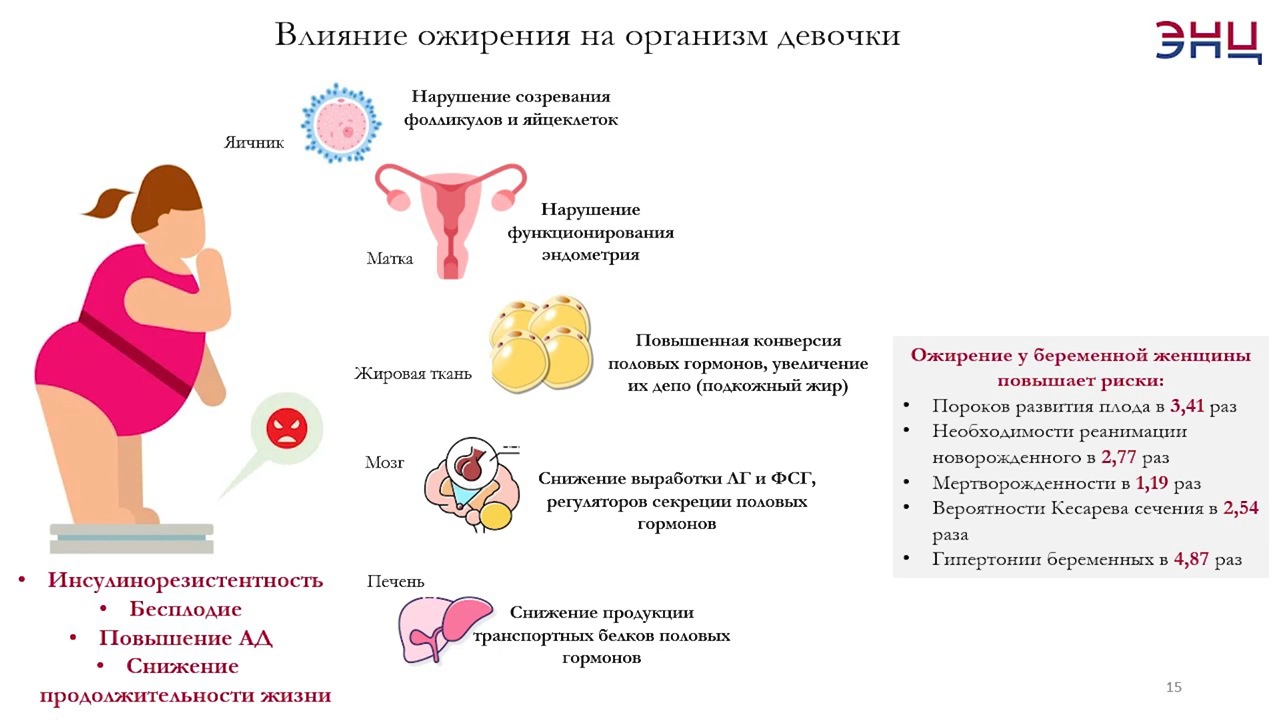 Влияние ожирения на организм девочки
ЭНЦ
Яичник
Нарушение созревания
фолликулов и яйцеклеток
Матка
Нарушение
функционирования
эндометрия
Жировая ткань
Повышенная конверсия
половых гормонов, увеличение
их депо (подкожный жир)
Мозг
Снижение выработки ЛГ и ФСГ,
регуляторов секреции половых
гормонов
Печень
Снижение продукции
транспортных белков половых
гормонов
• Инсулинорезистентность
• Бесплодие
• Повышение АД
• Снижение
продолжительности жизни
Ожирение у беременной женщины
повышает риски:
• Пороков развития плода в 3,41 раз
• Необходимости реанимации
новорожденного в 2,77 раз
• Мертворожденности в 1,19 раз
• Вероятности Кесарева сечения в 2,54
раза
• Гипертонии беременных в 4,87 раз
15